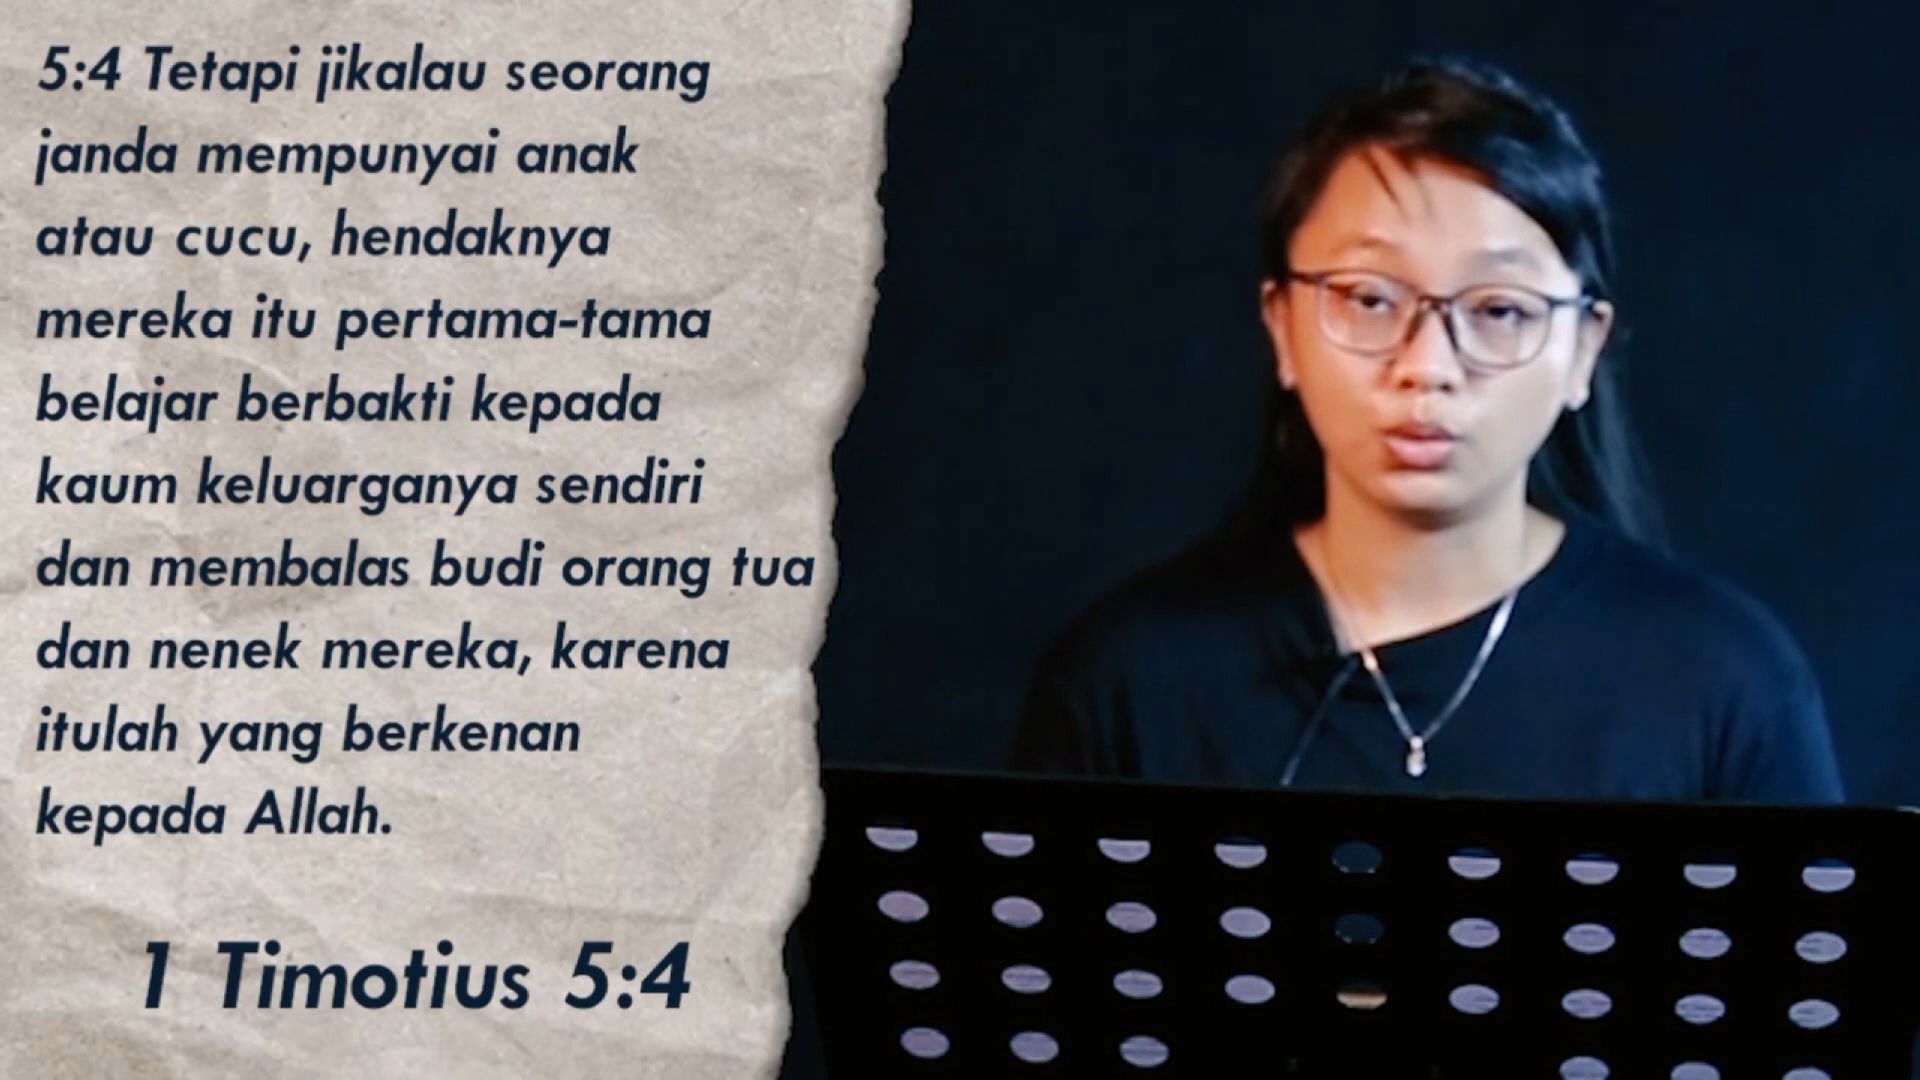 5:4 Tetapi jikalau seorang
janda mempunyai anak
atau cucu, hendaknya
mereka itu pertama-tama
belajar berbakti kepada
kaum keluarganya sendiri
dan membalas budi orang tua
dan nenek mereka, karena
itulah yang berkenan
kepada Allah.
1 Timotius 5:4